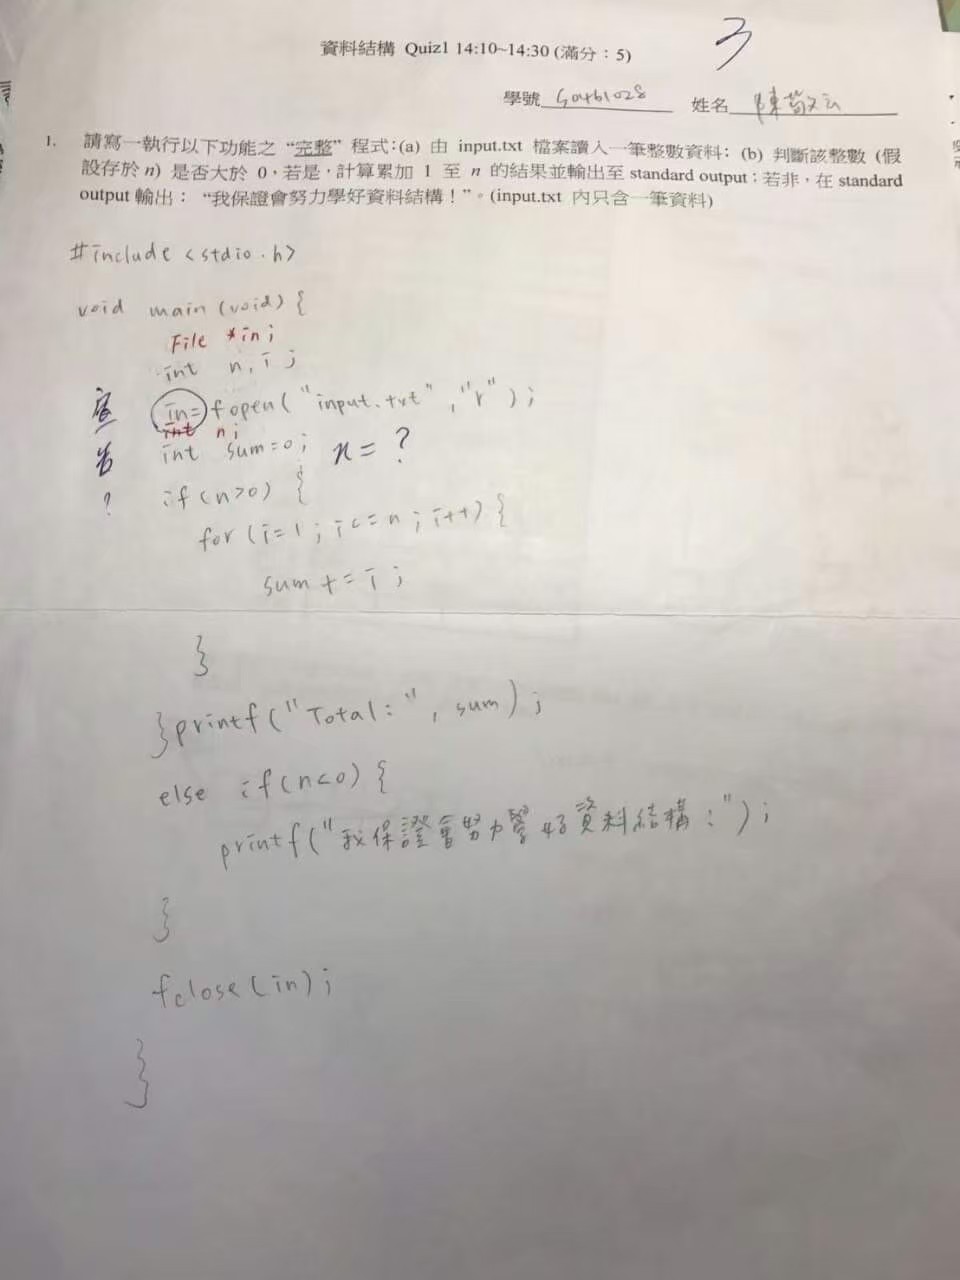 資料結構 Quiz1 14:10~14:30 (滿分：5)
3
學號 姓名 陳
1. 請寫一執行以下功能之 “完整” 程式：(a) 由 input.txt 檔案讀入一筆整數資料；(b) 判斷該整數 (假
設存於 n) 是否大於 0，若是，計算累加 1 至 n 的結果並輸出至 standard output；若非，在 standard
output 輸出： “我保證會努力學好資料結構！”。(input.txt 內只含一筆資料)
#include <stdio.h>
void main (void) {
File *in;
int n, i ;
宣 in= fopen( "input.txt" , "r" ) ;
int n;
告 int sum=0; n = ?
? if (n>0) {
for (i=1 ; i<=n ; i++) {
sum += i ;
}
}printf("Total:" , sum) ;
else if(n<0) {
printf("我保證會努力學好資料結構!") ;
}
fclose(in) ;
}